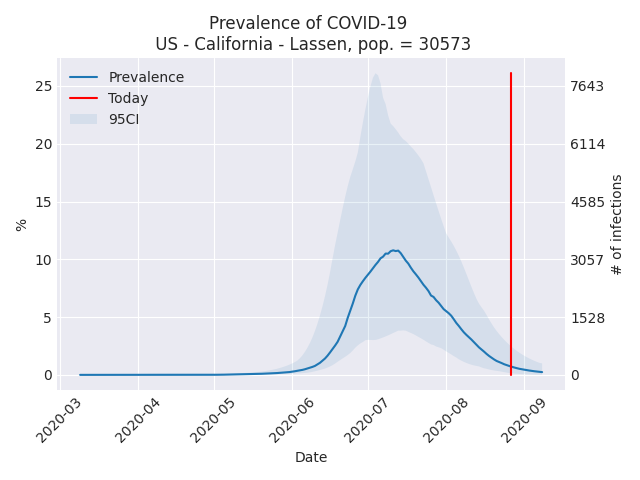 Prevalence of COVID-19
US - California - Lassen, pop. = 30573
Prevalence
Today
95CI
25
20
15
10
5
0
%
7643
6114
4585
3057
1528
0
# of infections
2020-03
2020-04
2020-05
2020-06
2020-07
2020-08
2020-09
Date